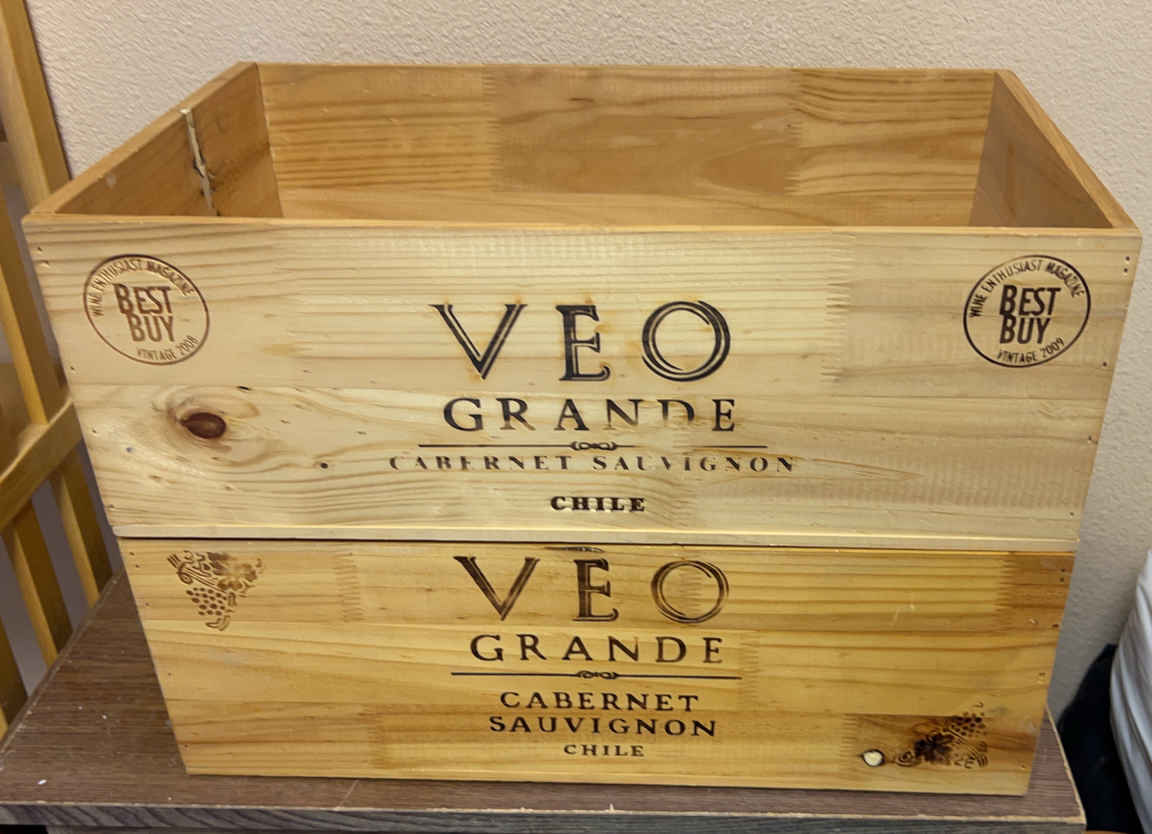 WINE ENTHUSIAST MAGAZINE
BEST
BUY
VINTAGE 2008
WINE ENTHUSIAST MAGAZINE
BEST
BUY
VINTAGE 2009
VEO
GRANDE
CABERNET SAUVIGNON
CHILE
VEO
GRANDE
CABERNET
SAUVIGNON
CHILE